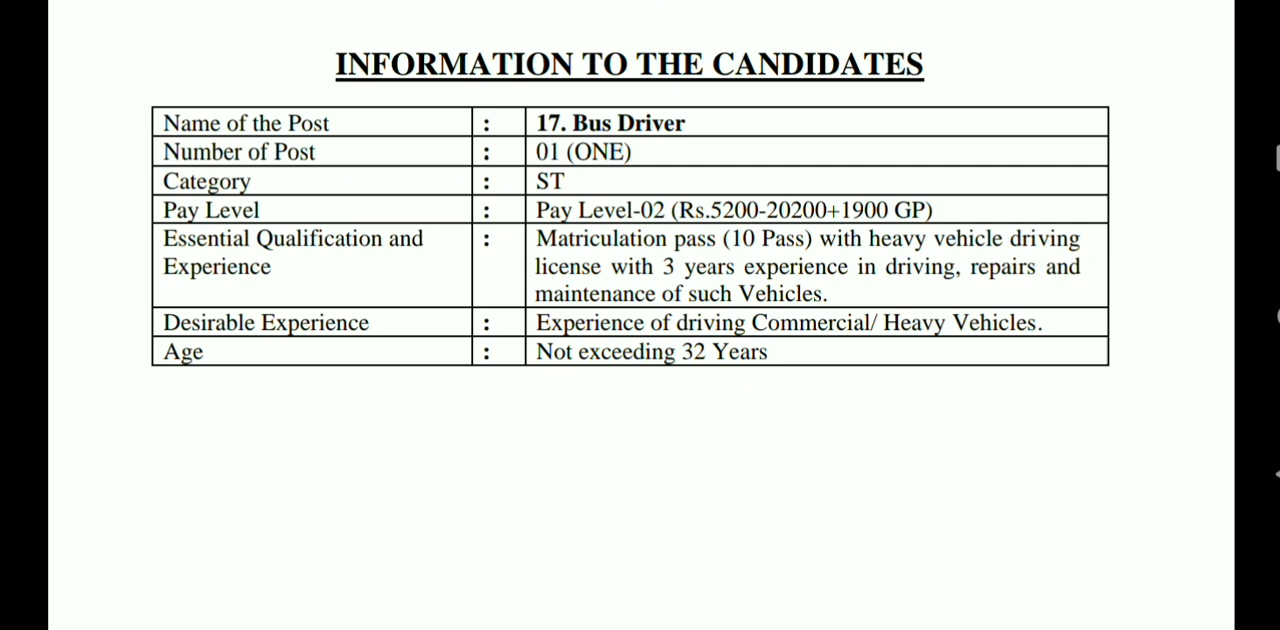 INFORMATION TO THE CANDIDATES
Name of the Post : 17. Bus Driver
Number of Post : 01 (ONE)
Category : ST
Pay Level : Pay Level-02 (Rs.5200-20200+1900 GP)
Essential Qualification and : Matriculation pass (10 Pass) with heavy vehicle driving
Experience license with 3 years experience in driving, repairs and
maintenance of such Vehicles.
Desirable Experience : Experience of driving Commercial/ Heavy Vehicles.
Age : Not exceeding 32 Years